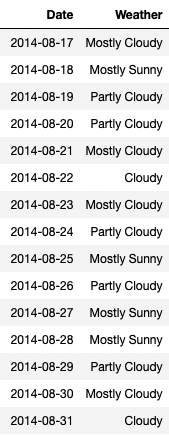 Date Weather
2014-08-17 Mostly Cloudy
2014-08-18 Mostly Sunny
2014-08-19 Partly Cloudy
2014-08-20 Partly Cloudy
2014-08-21 Mostly Cloudy
2014-08-22 Cloudy
2014-08-23 Mostly Cloudy
2014-08-24 Partly Cloudy
2014-08-25 Mostly Sunny
2014-08-26 Partly Cloudy
2014-08-27 Mostly Sunny
2014-08-28 Mostly Sunny
2014-08-29 Partly Cloudy
2014-08-30 Mostly Cloudy
2014-08-31 Cloudy